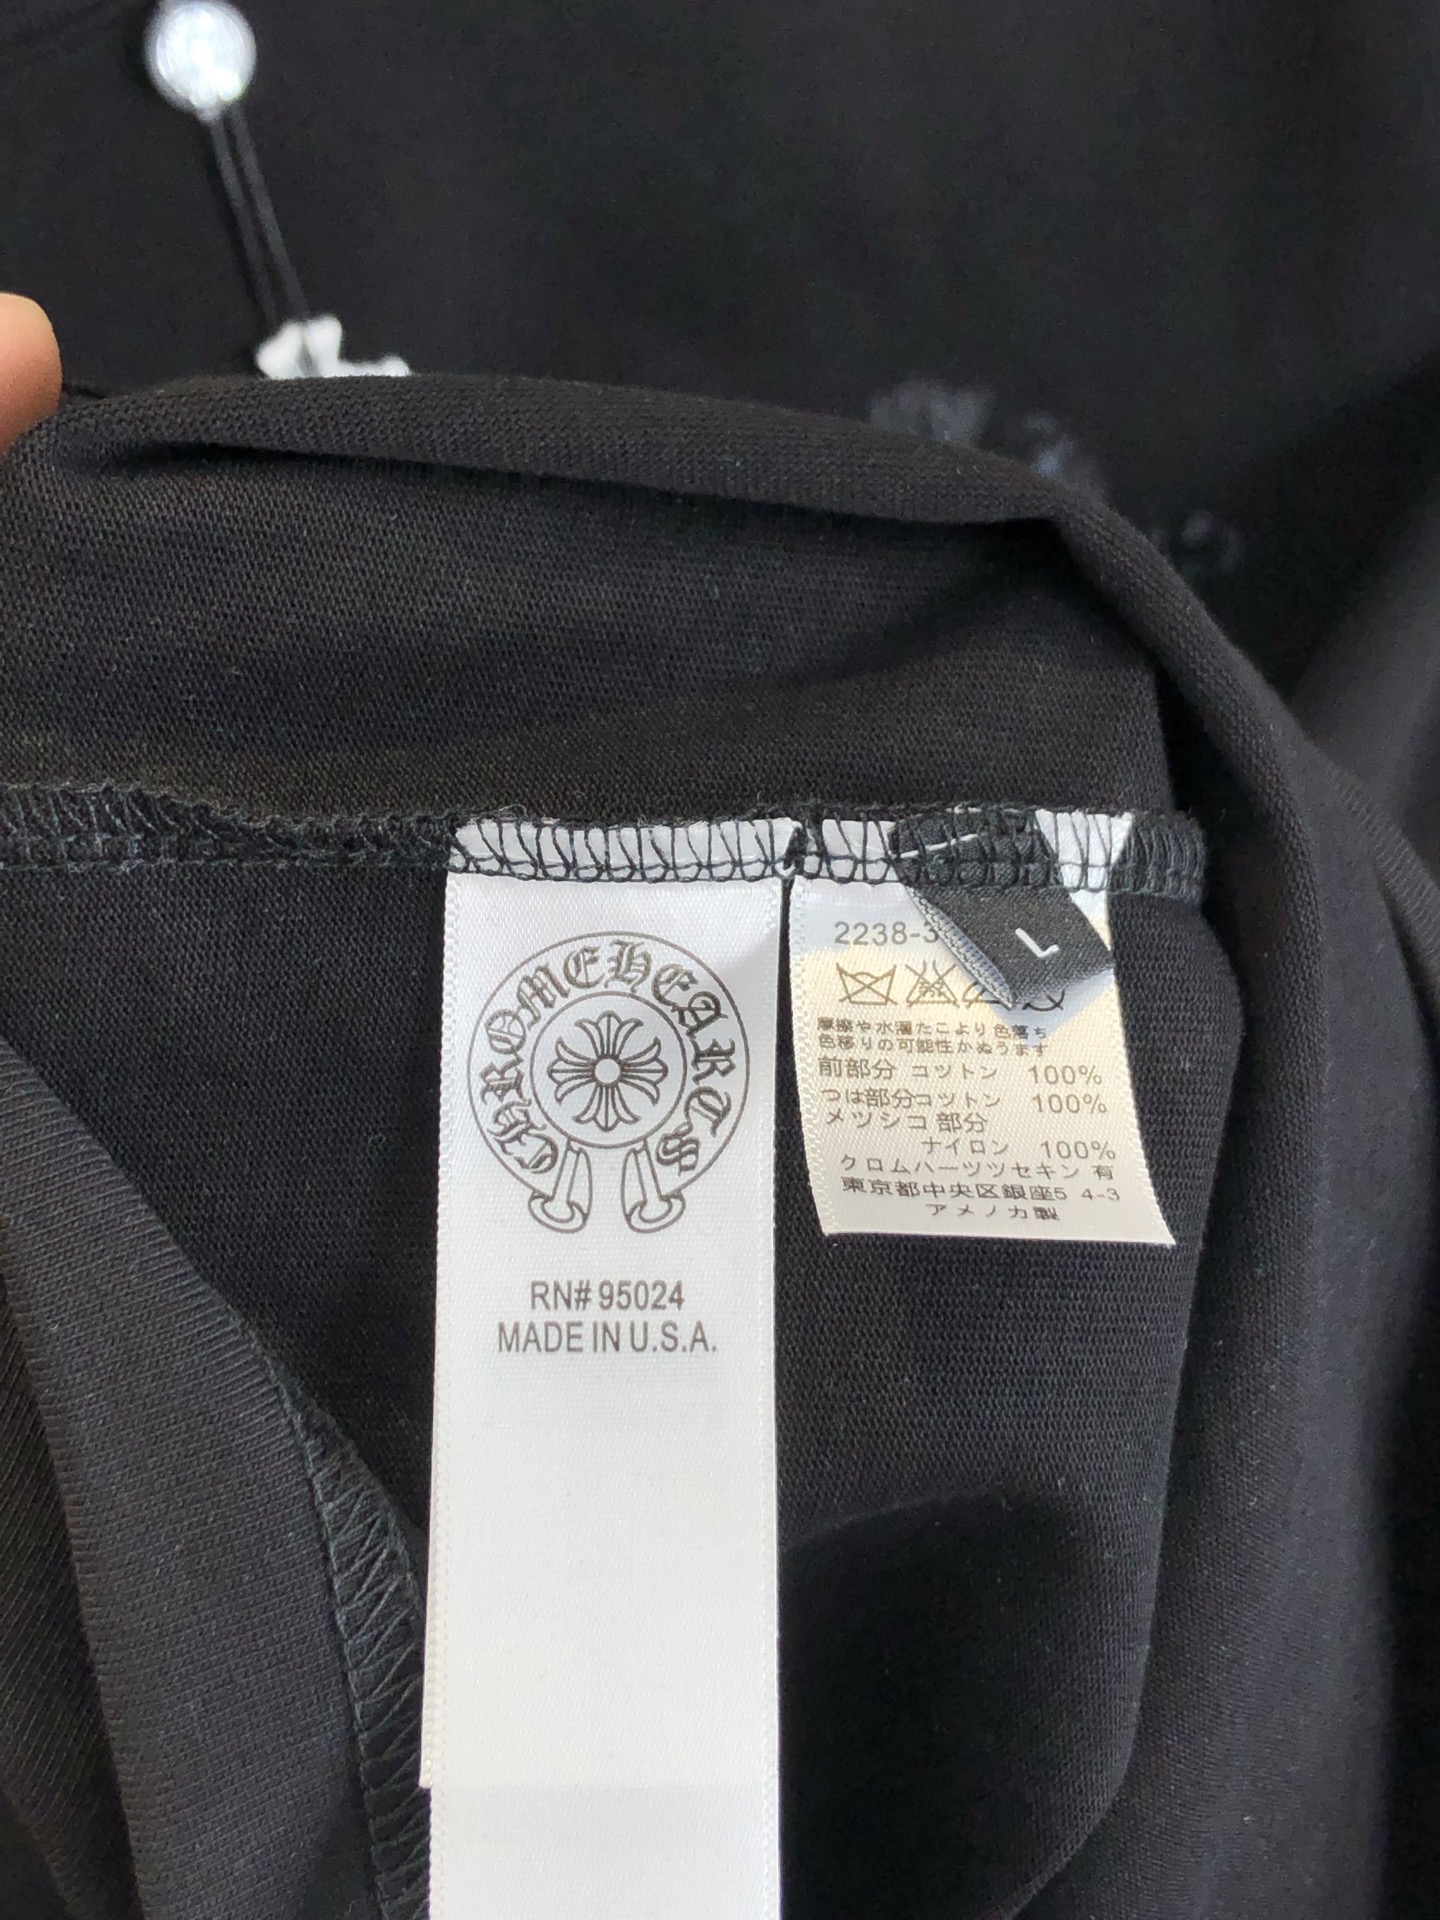 CHROME HEARTS
RN# 95024
MADE IN U.S.A.
2238-3
L
摩擦や水濡たこより色落ち
色移りの可能性かぬうます
前部分 コツトン 100%
つは部分コツトン 100%
メツシコ部分
ナイロン 100%
クロムハーツツセキン 有
東京都中央区銀座5 4-3
アメノカ製